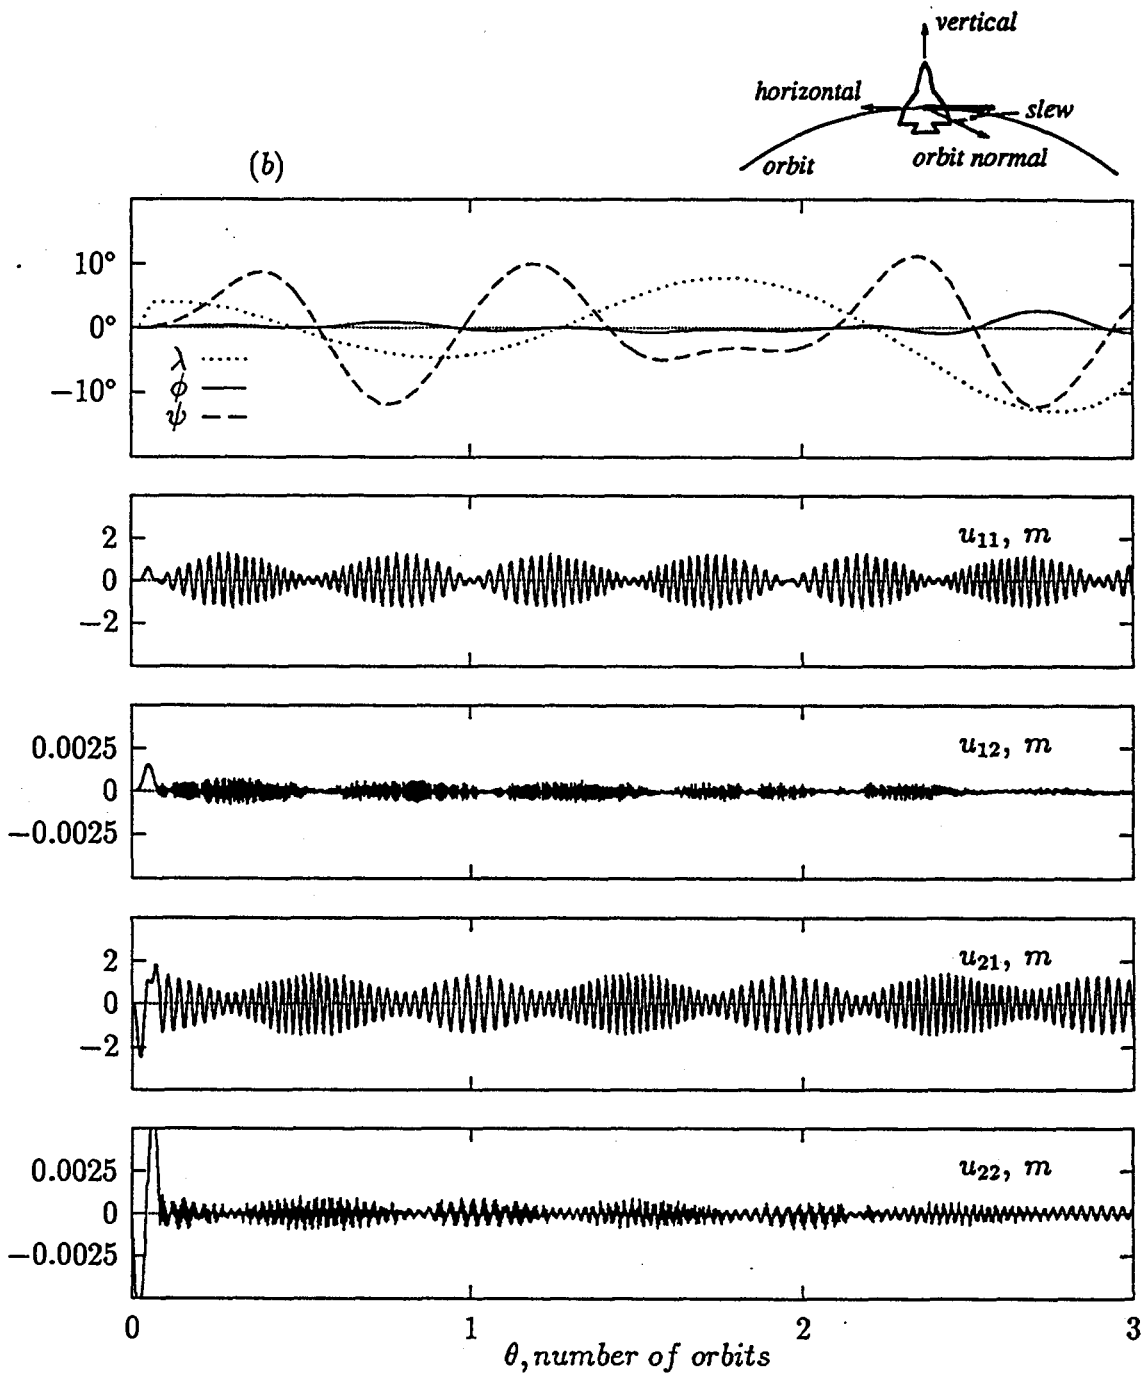 vertical
horizontal
slew
orbit normal
orbit
(b)
10°
0°
−10°
λ
ϕ
ψ
u₁₁, m
2
0
−2
u₁₂, m
0.0025
0
−0.0025
u₂₁, m
2
0
−2
u₂₂, m
0.0025
0
−0.0025
0 1 2 3
θ, number of orbits